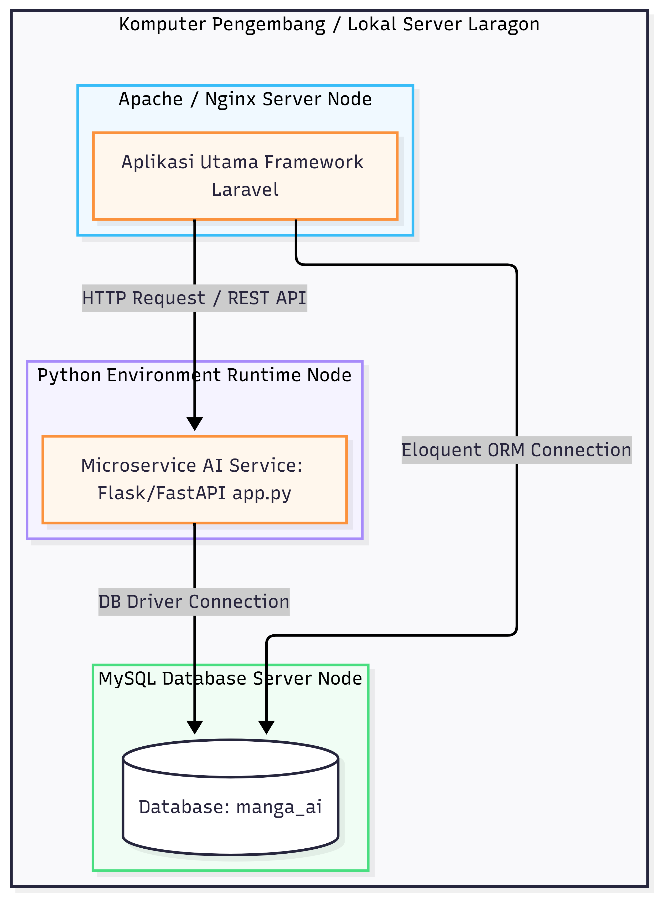 Komputer Pengembang / Lokal Server Laragon
Apache / Nginx Server Node
Aplikasi Utama Framework
Laravel
HTTP Request / REST API
Python Environment Runtime Node
Eloquent ORM Connection
Microservice AI Service:
Flask/FastAPI app.py
DB Driver Connection
MySQL Database Server Node
Database: manga_ai